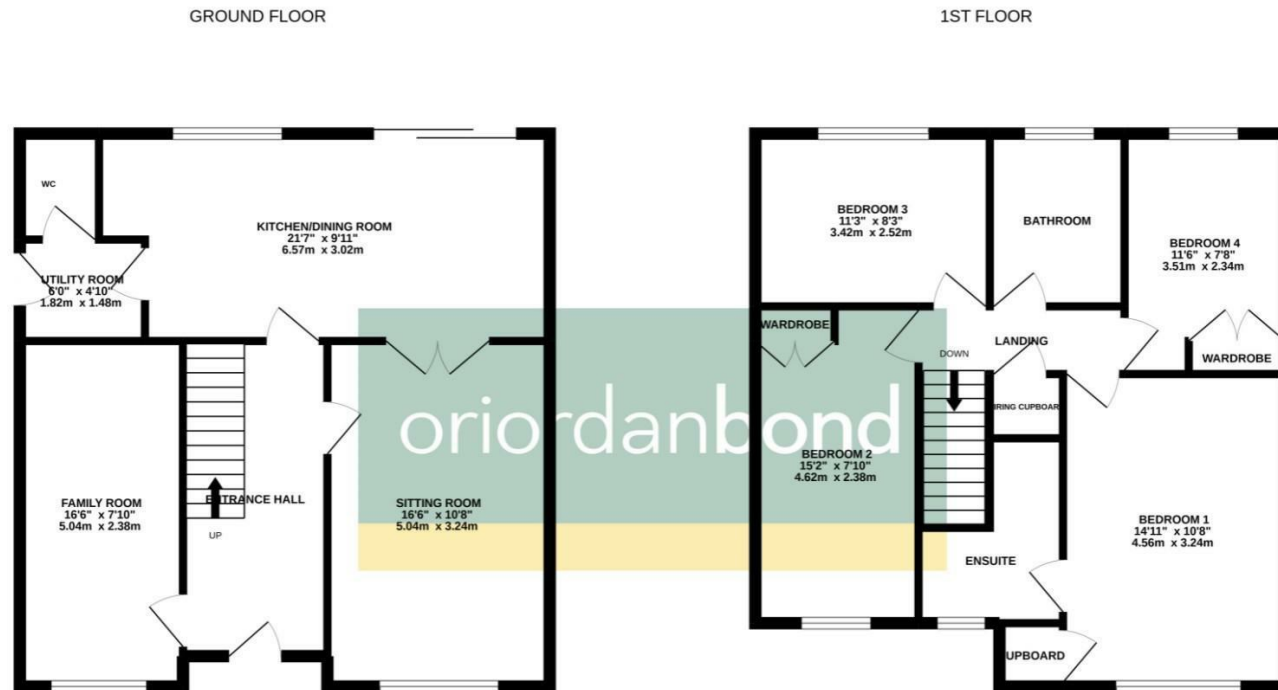 GROUND FLOOR
1ST FLOOR
WC
KITCHEN/DINING ROOM
21'7" x 9'11"
6.57m x 3.02m
UTILITY ROOM
6'0" x 4'10"
1.82m x 1.48m
FAMILY ROOM
16'6" x 7'10"
5.04m x 2.38m
ENTRANCE HALL
UP
SITTING ROOM
16'6" x 10'8"
5.04m x 3.24m
oriordanbond
BEDROOM 3
11'3" x 8'3"
3.42m x 2.52m
BATHROOM
BEDROOM 4
11'6" x 7'8"
3.51m x 2.34m
WARDROBE
LANDING
DOWN
WARDROBE
IRING CUPBOAR
BEDROOM 2
15'2" x 7'10"
4.62m x 2.38m
BEDROOM 1
14'11" x 10'8"
4.56m x 3.24m
ENSUITE
UPBOARD